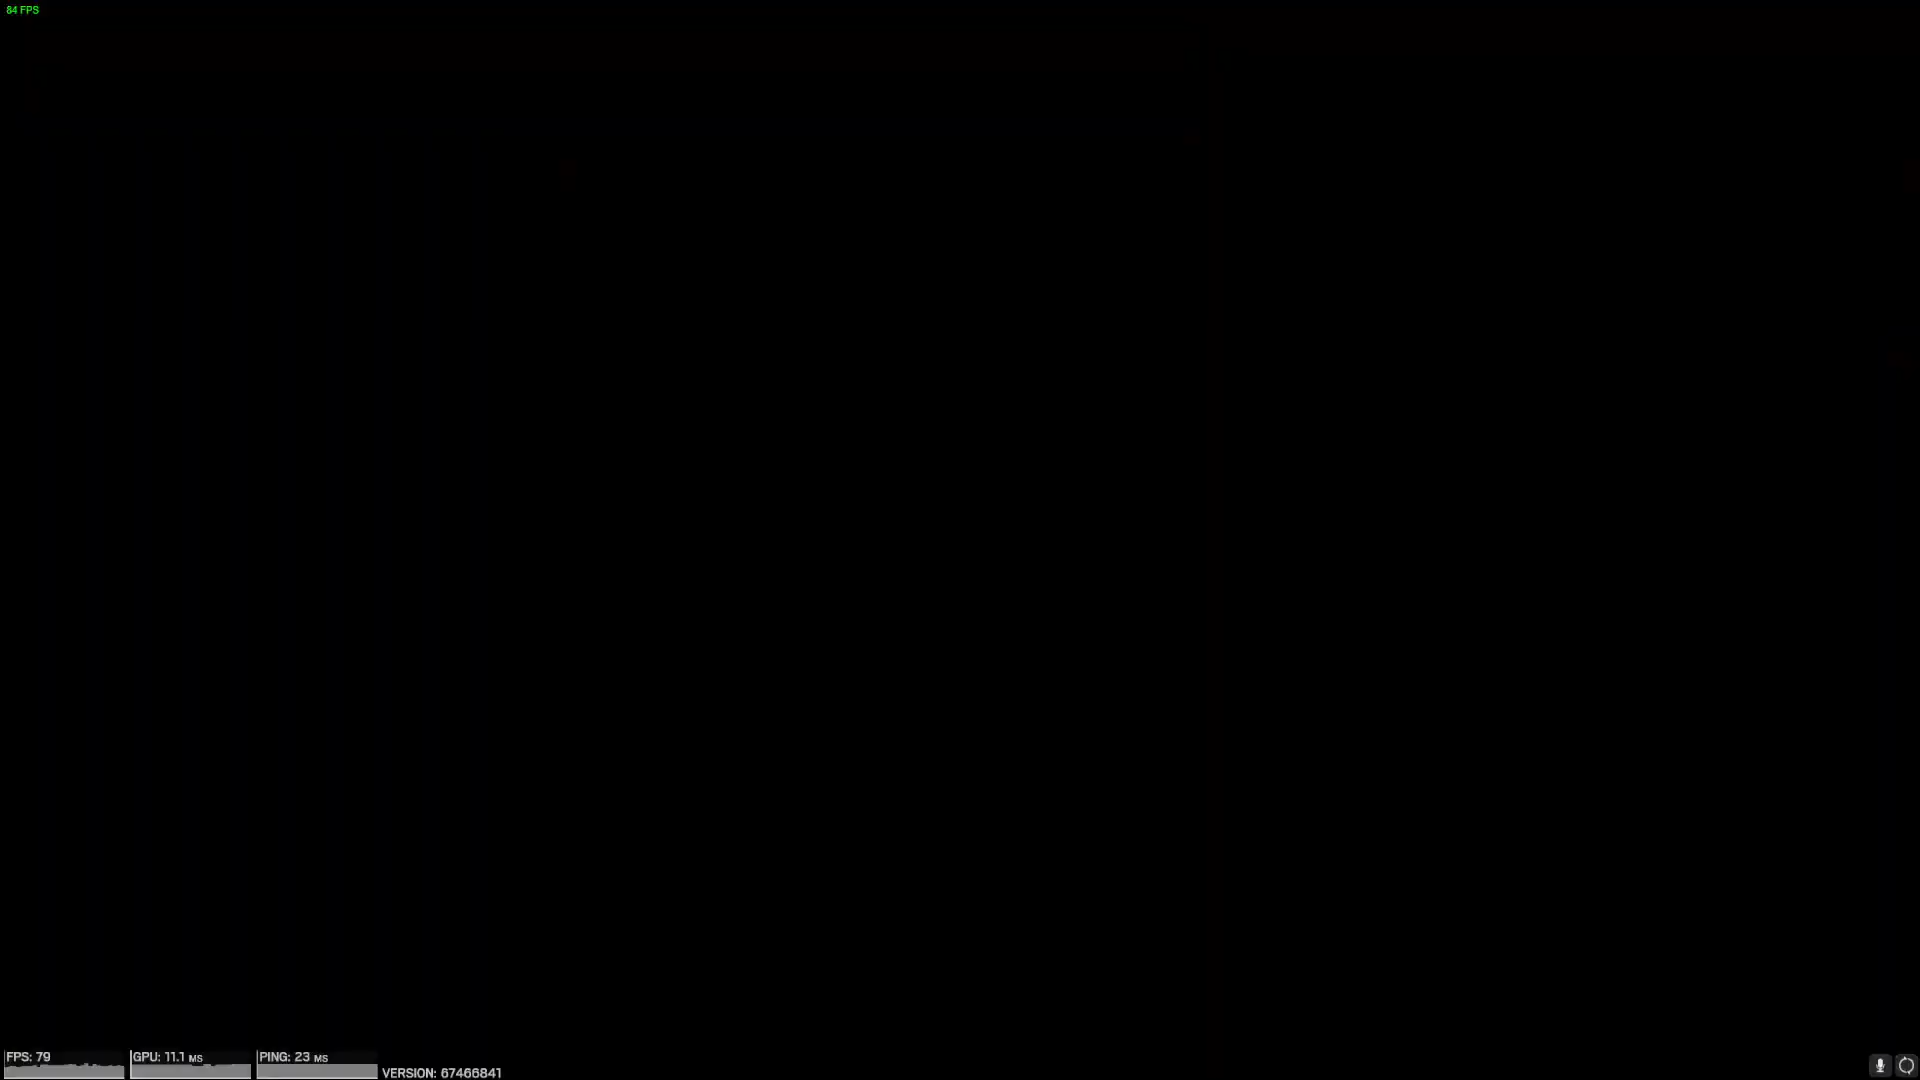 84 FPS
FPS: 79
GPU: 11.1 MS
PING: 23 MS
VERSION: 67466841